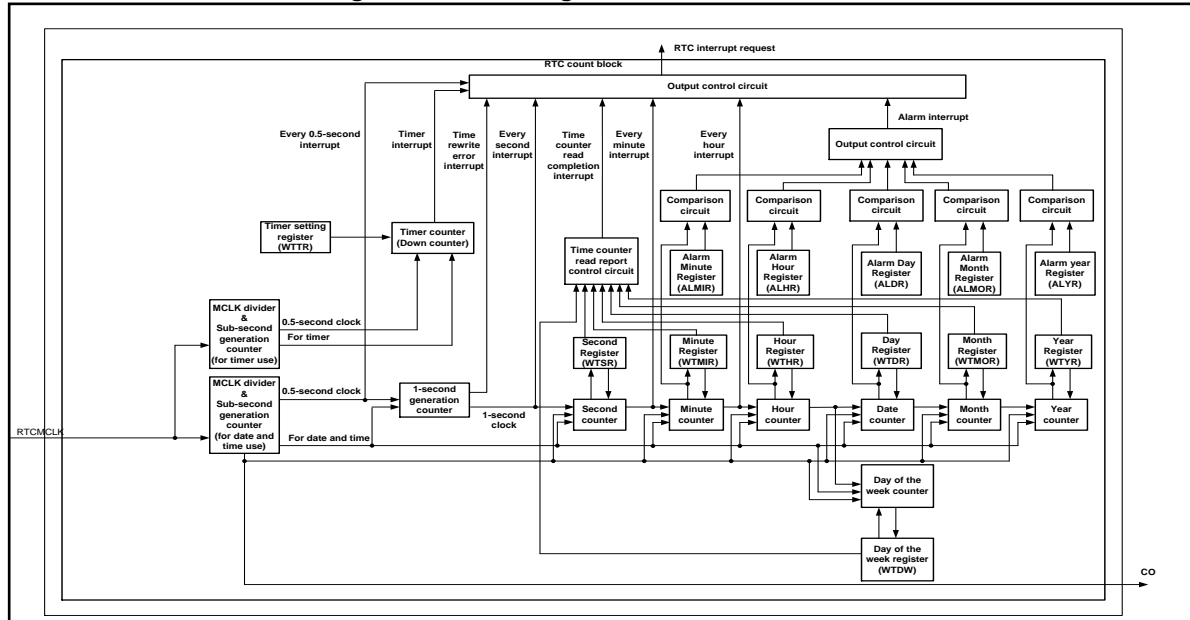 RTC interrupt request
RTC count block
Output control circuit
Every 0.5-second
interrupt
Timer
interrupt
Time
rewrite
error
interrupt
Every
second
interrupt
Time
counter
read
completion
interrupt
Every
minute
interrupt
Every
hour
interrupt
Alarm interrupt
Output control circuit
Comparison
circuit
Comparison
circuit
Comparison
circuit
Comparison
circuit
Comparison
circuit
Timer setting
register
(WTTR)
Timer counter
(Down counter)
Time counter
read report
control circuit
Alarm
Minute
Register
(ALMIR)
Alarm
Hour
Register
(ALHR)
Alarm Day
Register
(ALDR)
Alarm
Month
Register
(ALMOR)
Alarm year
Register
(ALYR)
MCLK divider
&
Sub-second
generation
counter
(for timer use)
0.5-second clock
For timer
Second
Register
(WTSR)
Minute
Register
(WTMIR)
Hour
Register
(WTHR)
Day
Register
(WTDR)
Month
Register
(WTMOR)
Year
Register
(WTYR)
MCLK divider
&
Sub-second
generation
counter
(for date and
time use)
0.5-second clock
1-second
generation
counter
1-second
clock
Second
counter
Minute
counter
Hour
counter
Date
counter
Month
counter
Year
counter
RTCMCLK
For date and time
Day of the
week counter
Day of the
week register
(WTDW)
CO